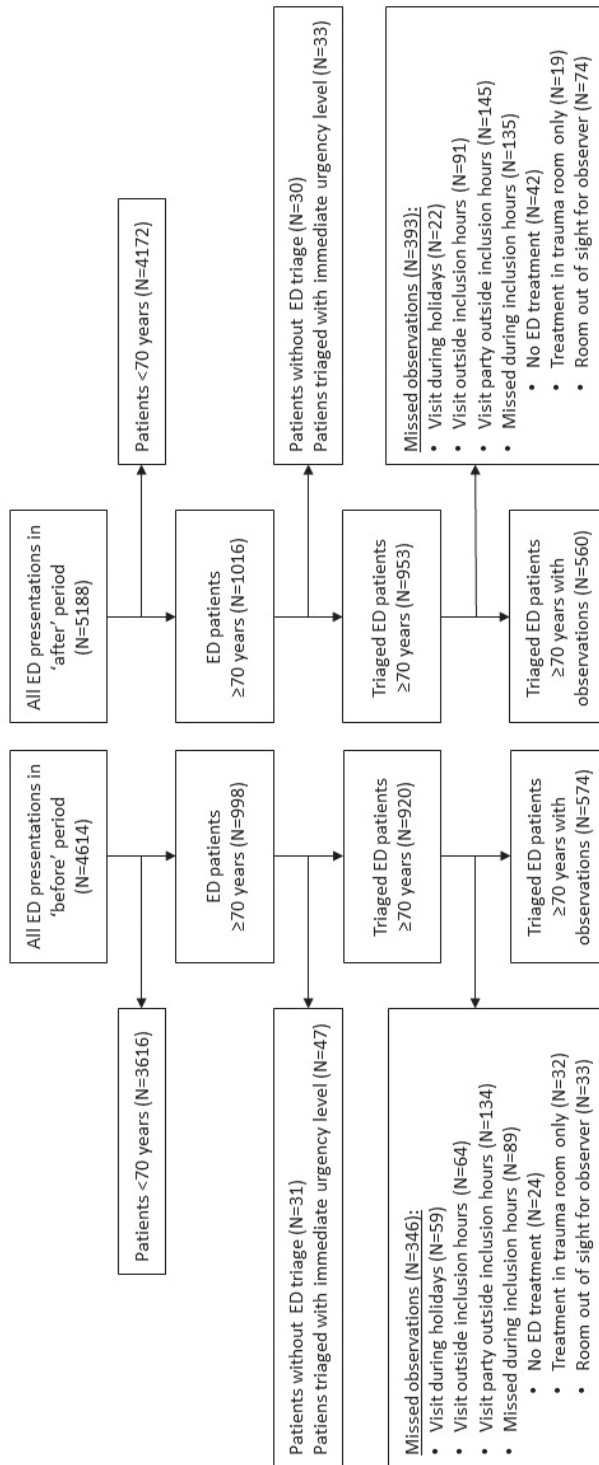 All ED presentations in
'before' period
(N=4614)
Patients <70 years (N=3616)
ED patients
≥70 years (N=998)
Patients without ED triage (N=31)
Patiens triaged with immediate urgency level (N=47)
Triaged ED patients
≥70 years (N=920)
Missed observations (N=346):
• Visit during holidays (N=59)
• Visit outside inclusion hours (N=64)
• Visit party outside inclusion hours (N=134)
• Missed during inclusion hours (N=89)
• No ED treatment (N=24)
• Treatment in trauma room only (N=32)
• Room out of sight for observer (N=33)
Triaged ED patients
≥70 years with
observations (N=574)
All ED presentations in
'after' period
(N=5188)
Patients <70 years (N=4172)
ED patients
≥70 years (N=1016)
Patients without ED triage (N=30)
Patiens triaged with immediate urgency level (N=33)
Triaged ED patients
≥70 years (N=953)
Missed observations (N=393):
• Visit during holidays (N=22)
• Visit outside inclusion hours (N=91)
• Visit party outside inclusion hours (N=145)
• Missed during inclusion hours (N=135)
• No ED treatment (N=42)
• Treatment in trauma room only (N=19)
• Room out of sight for observer (N=74)
Triaged ED patients
≥70 years with
observations (N=560)